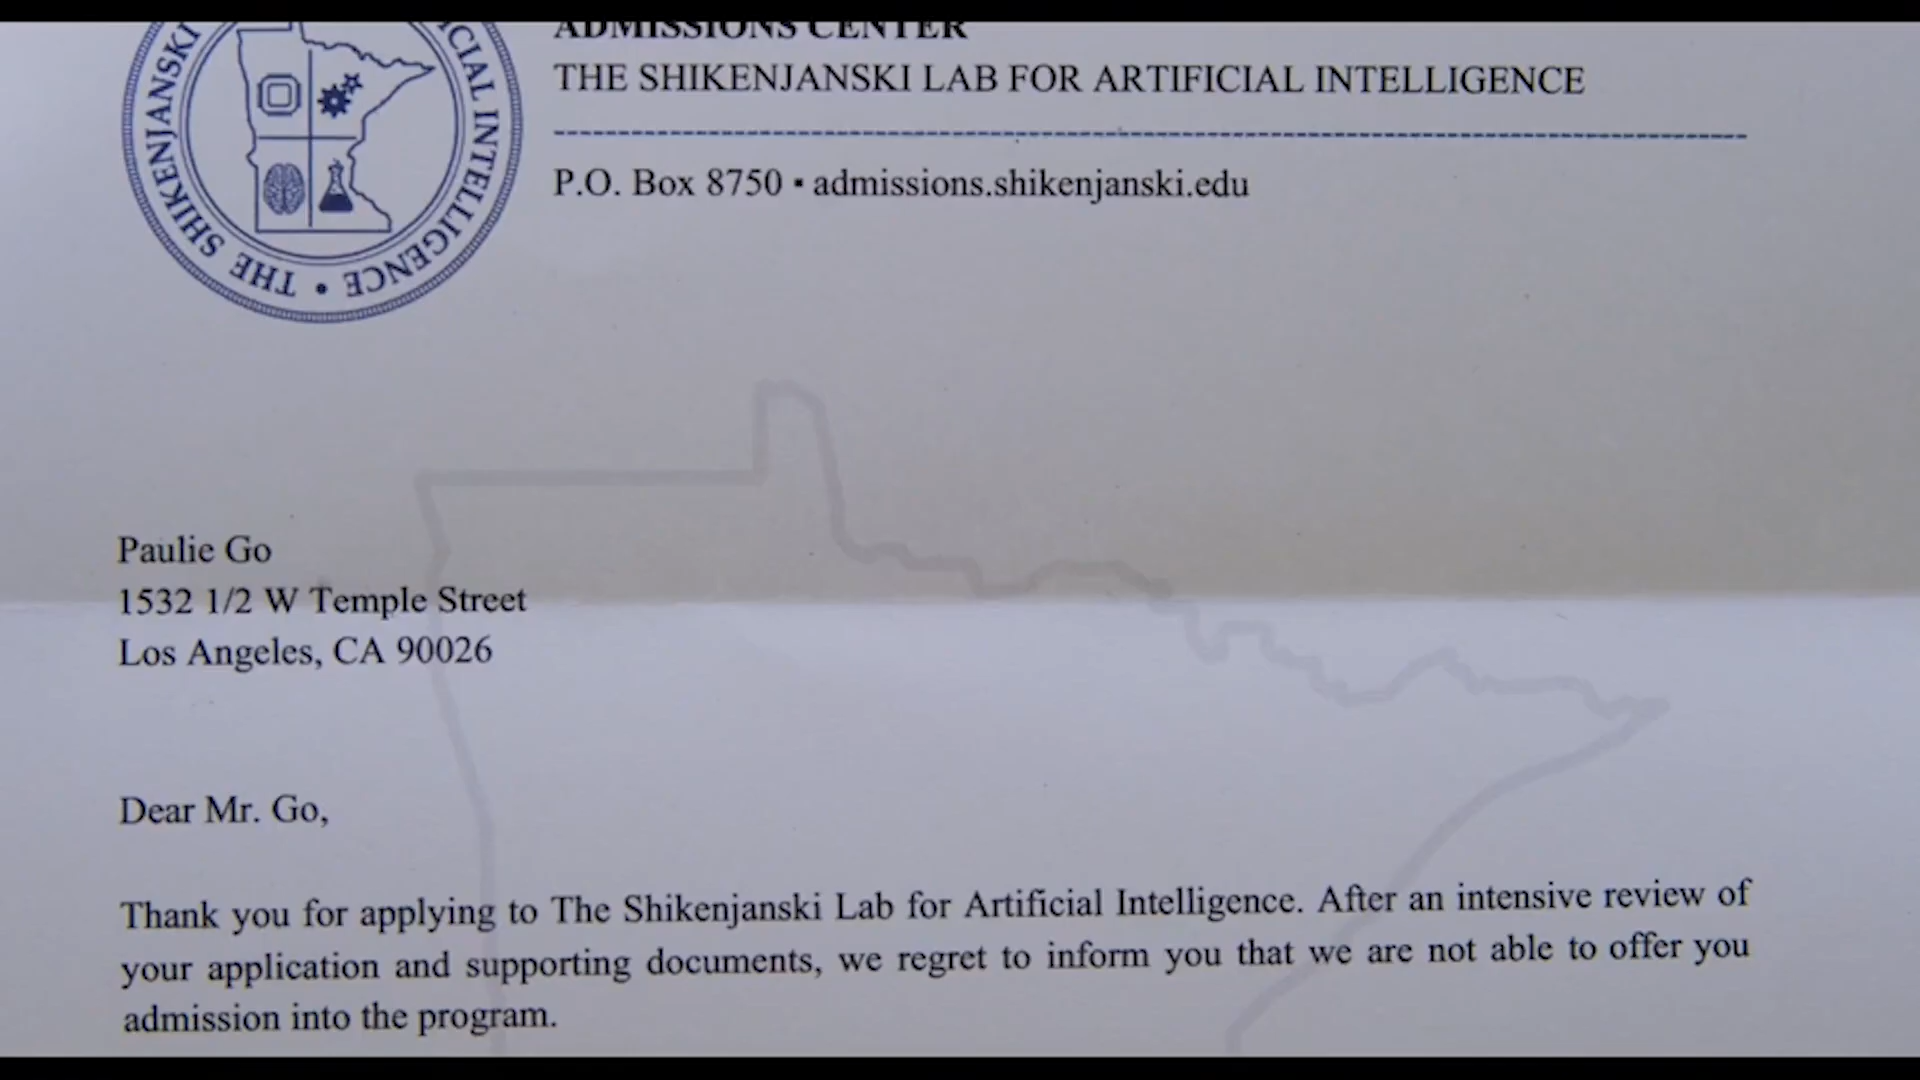 ADMISSIONS CENTER
THE SHIKENJANSKI LAB FOR ARTIFICIAL INTELLIGENCE
P.O. Box 8750 ▪ admissions.shikenjanski.edu
THE SHIKENJANSKI
CIAL INTELLIGENCE
Paulie Go
1532 1/2 W Temple Street
Los Angeles, CA 90026
Dear Mr. Go,
Thank you for applying to The Shikenjanski Lab for Artificial Intelligence. After an intensive review of
your application and supporting documents, we regret to inform you that we are not able to offer you
admission into the program.